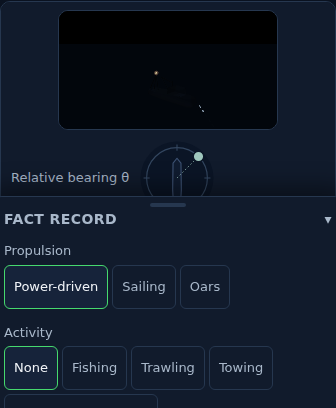 Relative bearing θ
FACT RECORD ▼
Propulsion
Power-driven Sailing Oars
Activity
None Fishing Trawling Towing